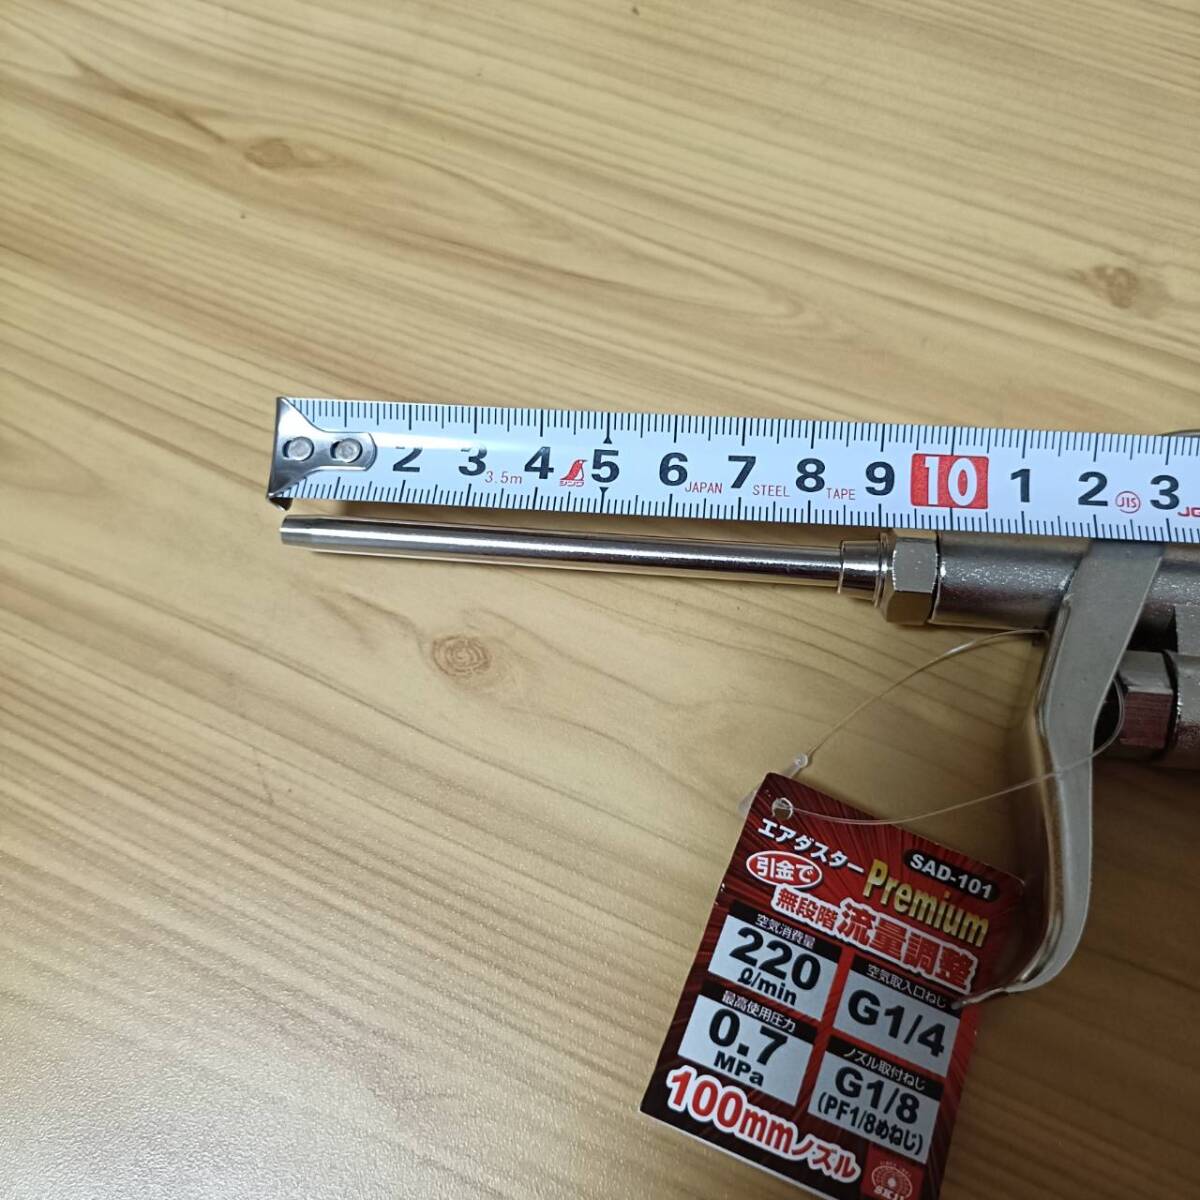 2 3 4 5 6 7 8 9 10 1 2 3
3.5m シンワ JAPAN STEEL TAPE JIS
エアダスター
SAD-101
Premium
引金で
無段階
流量調整
空気消費量
220
ℓ/min
空気取入口ねじ
G1/4
最高使用圧力
0.7
MPa
ノズル取付ねじ
G1/8
(PF1/8めねじ)
100mmノズル